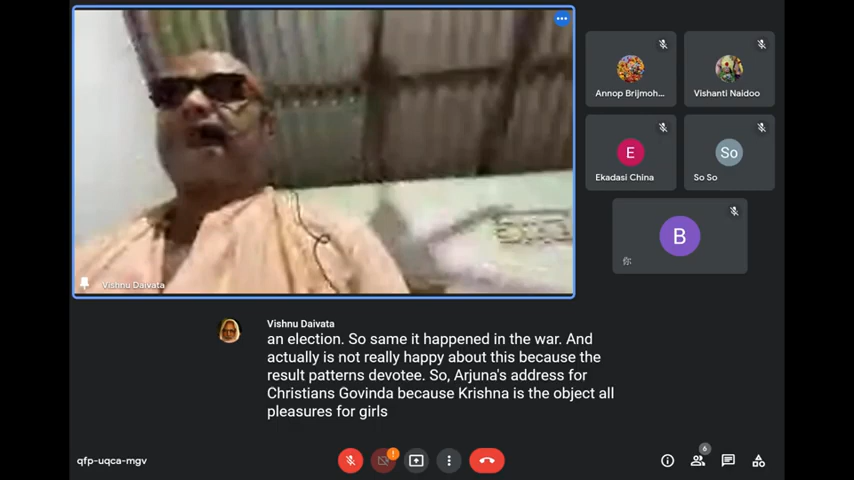 Vishnu Daivata
Annop Brijmoh...
Vishanti Naidoo
E
Ekadasi China
So
So So
B
你
Vishnu Daivata
an election. So same it happened in the war. And
actually is not really happy about this because the
result patterns devotee. So, Arjuna's address for
Christians Govinda because Krishna is the object all
pleasures for girls
qfp-uqca-mgv
6